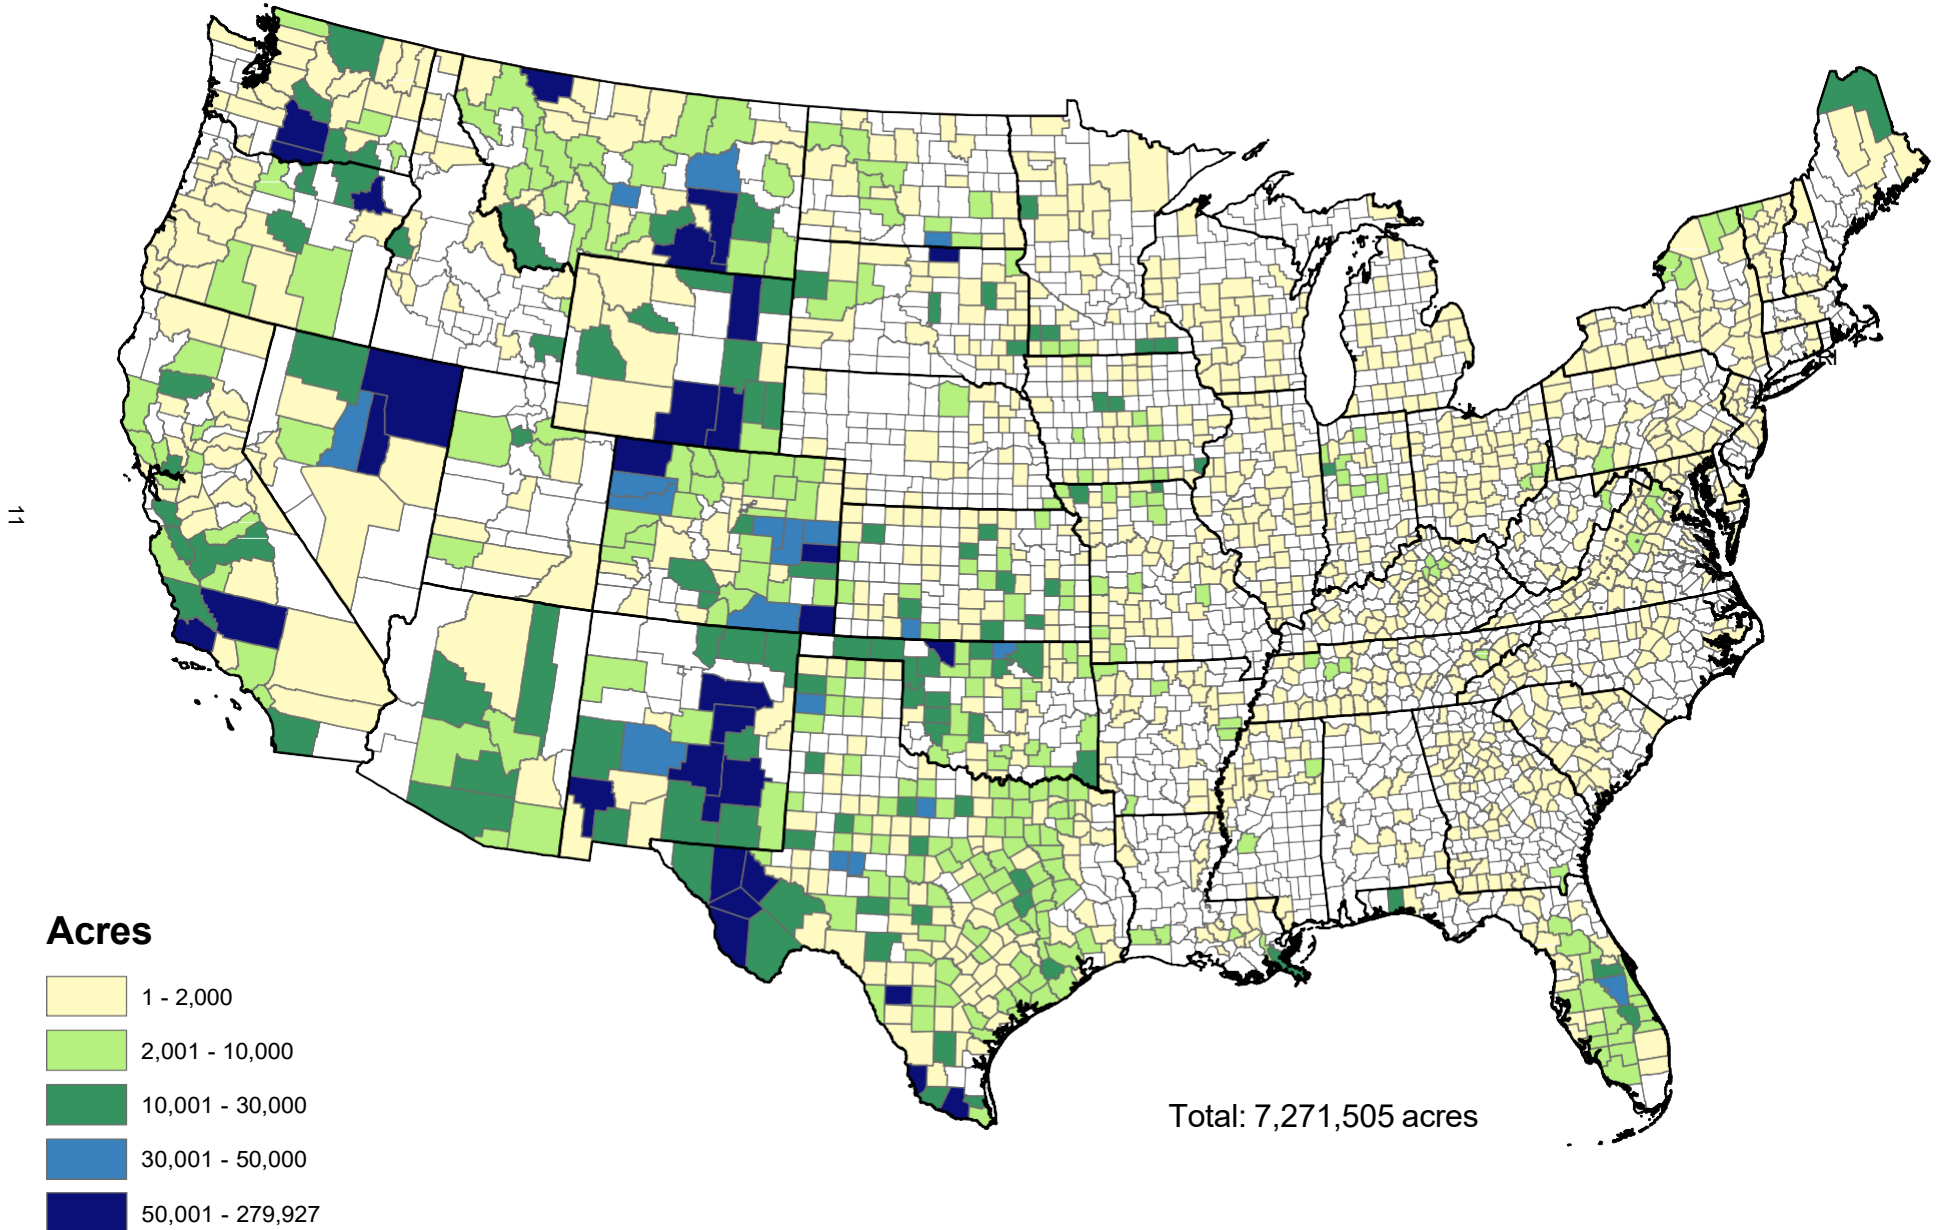 11
Acres
1 - 2,000
2,001 - 10,000
10,001 - 30,000
30,001 - 50,000
50,001 - 279,927
Total: 7,271,505 acres